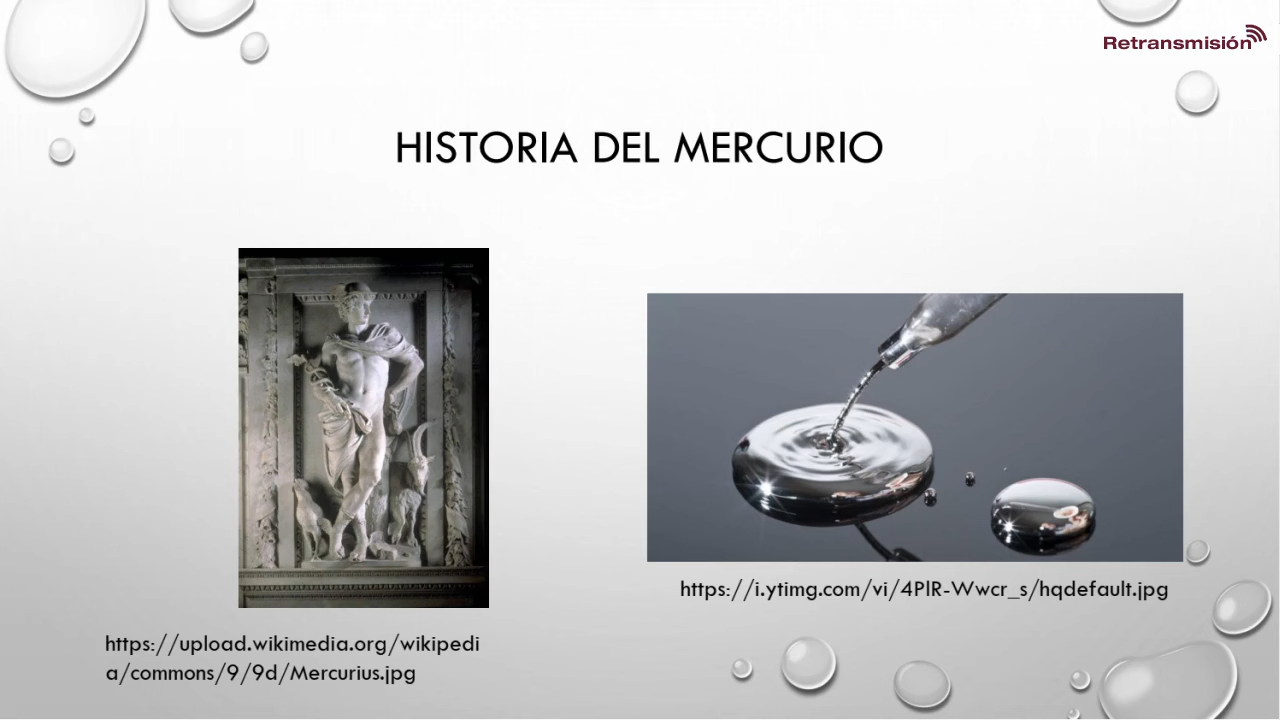 Retransmisión
HISTORIA DEL MERCURIO
https://i.ytimg.com/vi/4PlR-Wwcr_s/hqdefault.jpg
https://upload.wikimedia.org/wikipedi
a/commons/9/9d/Mercurius.jpg